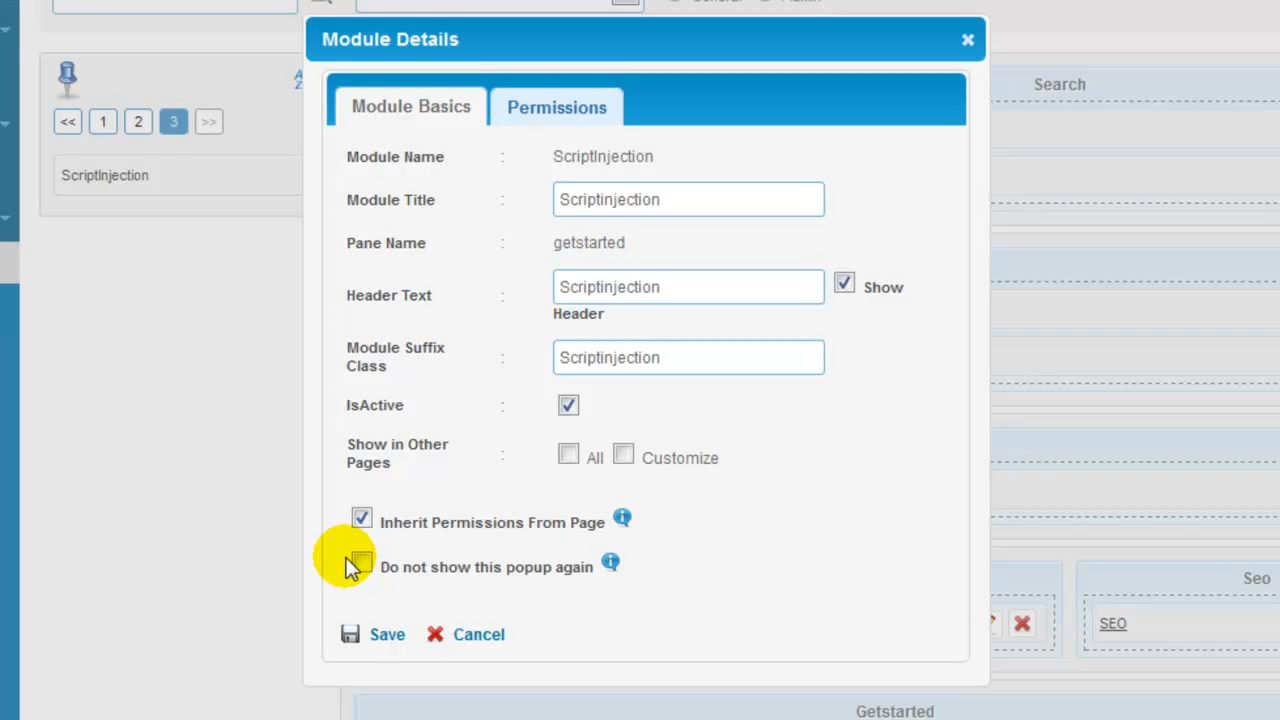 Module Details
Search
Module Basics
Permissions
<< 1 2 3 >>
ScriptInjection
Module Name : ScriptInjection
Module Title : Scriptinjection
Pane Name : getstarted
Header Text : Scriptinjection Show
Header
Module Suffix
Class : Scriptinjection
IsActive :
Show in Other
Pages : All Customize
Inherit Permissions From Page
Do not show this popup again
Seo
SEO
Save Cancel
Getstarted